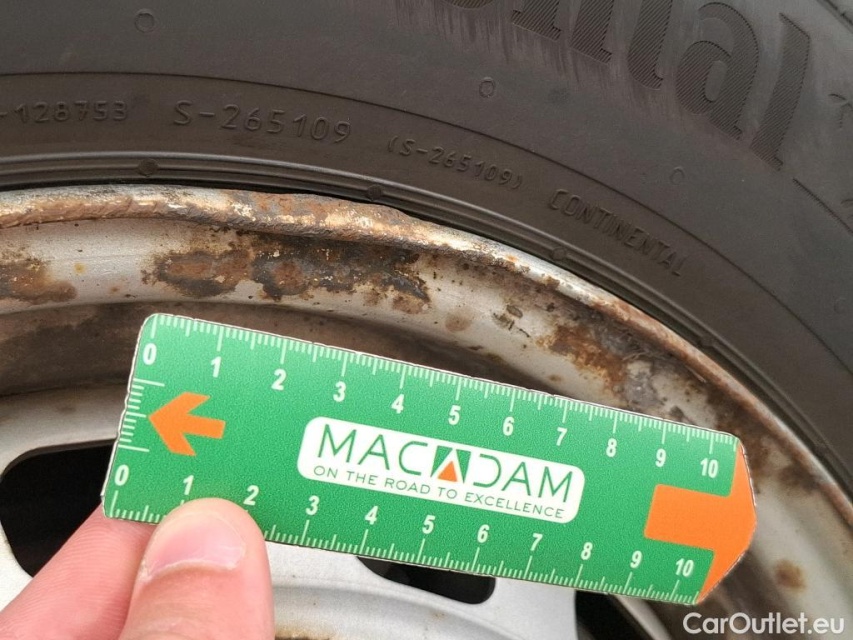 Continental
-128753 S-265109 (S-265109) CONTINENTAL
0 1 2 3 4 5 6 7 8 9 10
MACADAM
ON THE ROAD TO EXCELLENCE
0 1 2 3 4 5 6 7 8 9 10
CarOutlet.eu